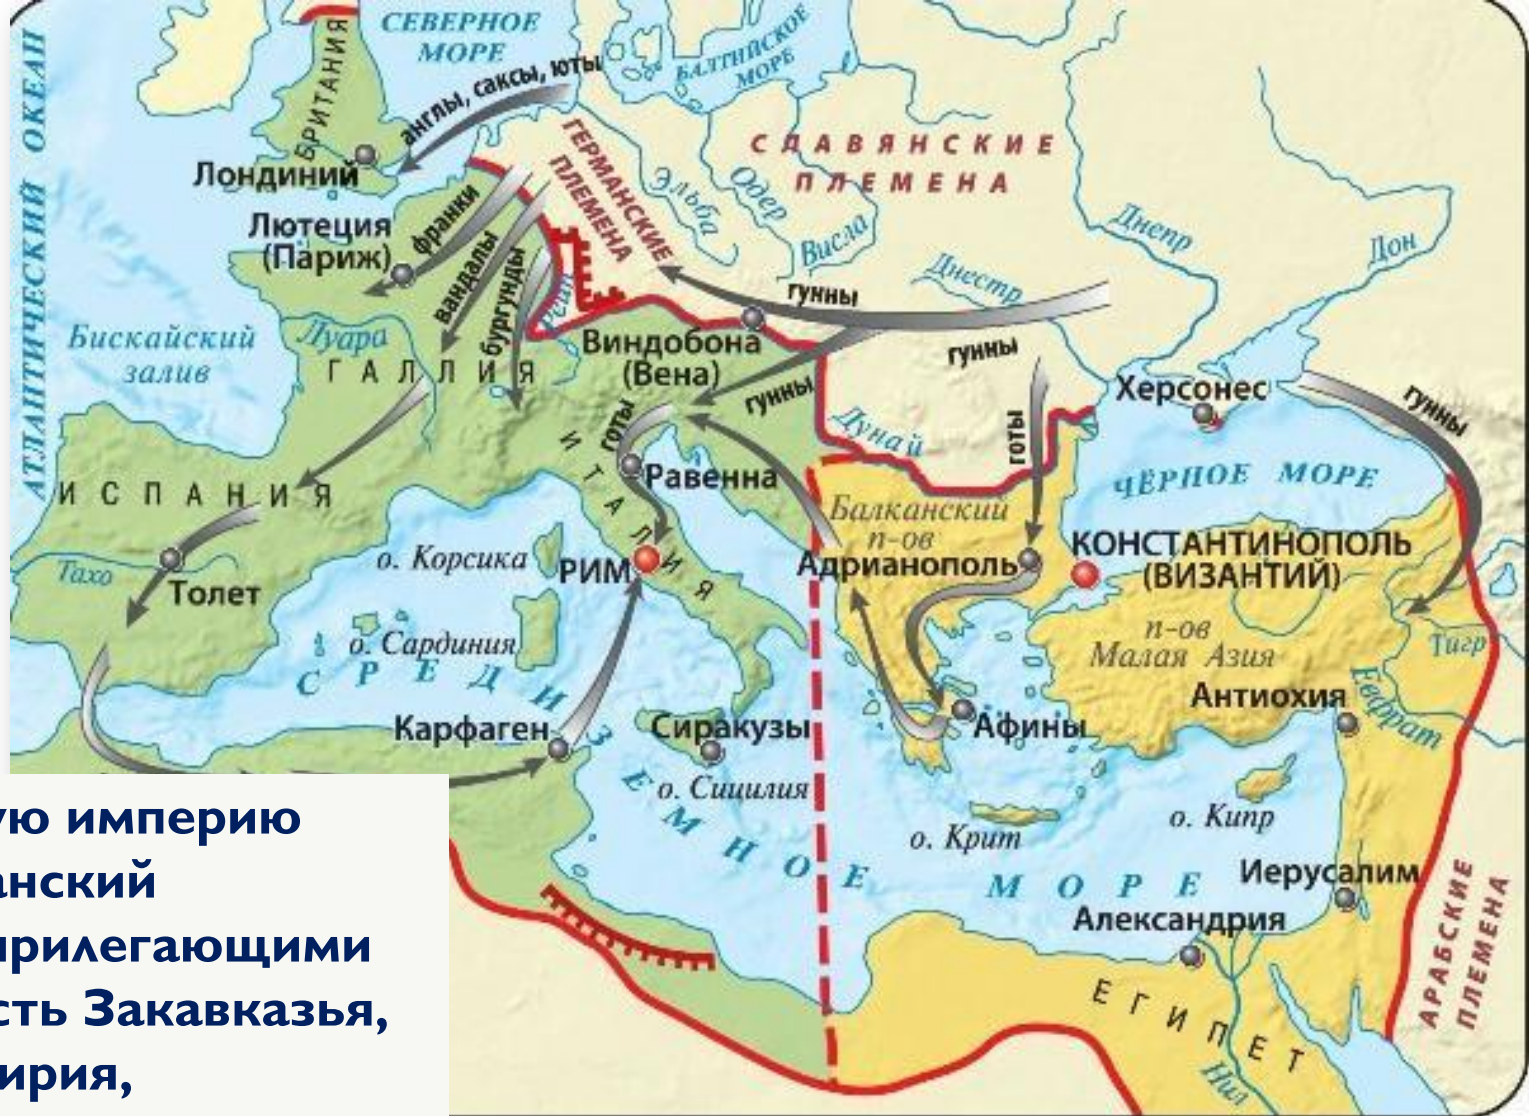 АТЛАНТИЧЕСКИЙ ОКЕАН
СЕВЕРНОЕ
МОРЕ
БАЛТИЙСКОЕ
МОРЕ
БРИТАНИЯ
англы, саксы, юты
Лондиний
ГЕРМАНСКИЕ
ПЛЕМЕНА
СЛАВЯНСКИЕ
ПЛЕМЕНА
Эльба
Одер
Висла
Днепр
Дон
Днестр
Лютеция
(Париж)
франки
вандалы
бургунды
Рейн
гунны
гунны
гунны
гунны
Бискайский
залив
Луара
ГАЛЛИЯ
Виндобона
(Вена)
Херсонес
Дунай
готы
готы
ИТАЛИЯ
Равенна
ЧЁРНОЕ МОРЕ
ИСПАНИЯ
Балканский
п-ов
Адрианополь
КОНСТАНТИНОПОЛЬ
(ВИЗАНТИЙ)
о. Корсика
РИМ
Тахо
Толет
о. Сардиния
п-ов
Малая Азия
Тигр
Евфрат
Антиохия
СРЕДИЗЕМНОЕ МОРЕ
Карфаген
Сиракузы
Афины
о. Сицилия
о. Крит
о. Кипр
Иерусалим
Александрия
АРАБСКИЕ
ПЛЕМЕНА
ЕГИПЕТ
Нил
ую империю
анский
прилегающими
сть Закавказья,
ирия,